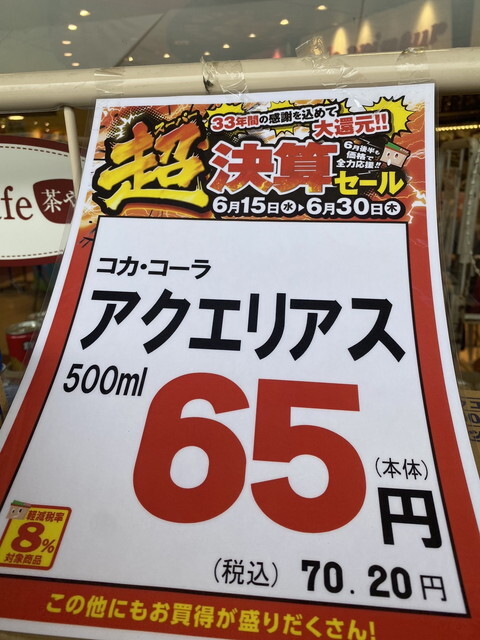 33年間の感謝を込めて
大還元!!
スーパー
超決算セール
6月後半も
価格で
全力応援!!
6月15日水▶6月30日木
afe 茶や
コカ・コーラ
アクエリアス
500ml
65
(本体)
円
軽減税率
8%
対象商品
(税込) 70.20円
この他にもお買得が盛りだくさん!